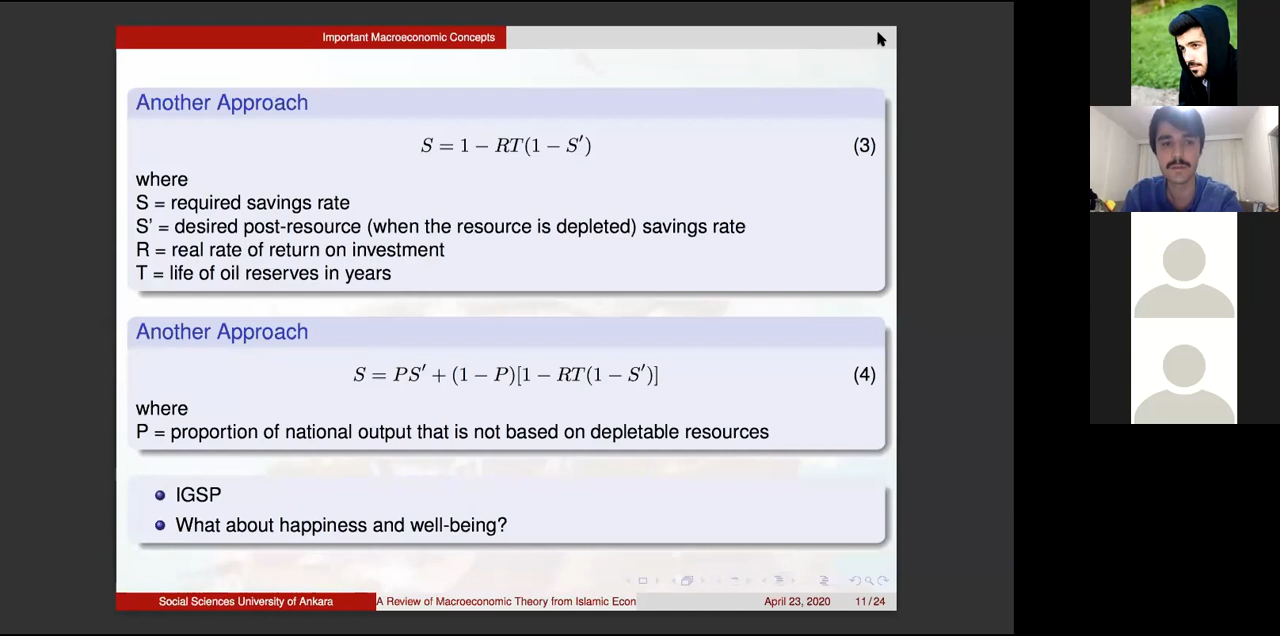 Important Macroeconomic Concepts
Another Approach
S = 1 − RT(1 − S′) (3)
where
S = required savings rate
S' = desired post-resource (when the resource is depleted) savings rate
R = real rate of return on investment
T = life of oil reserves in years
Another Approach
S = PS′ + (1 − P)[1 − RT(1 − S′)] (4)
where
P = proportion of national output that is not based on depletable resources
IGSP
What about happiness and well-being?
Social Sciences University of Ankara A Review of Macroeconomic Theory from Islamic Econ April 23, 2020 11/24